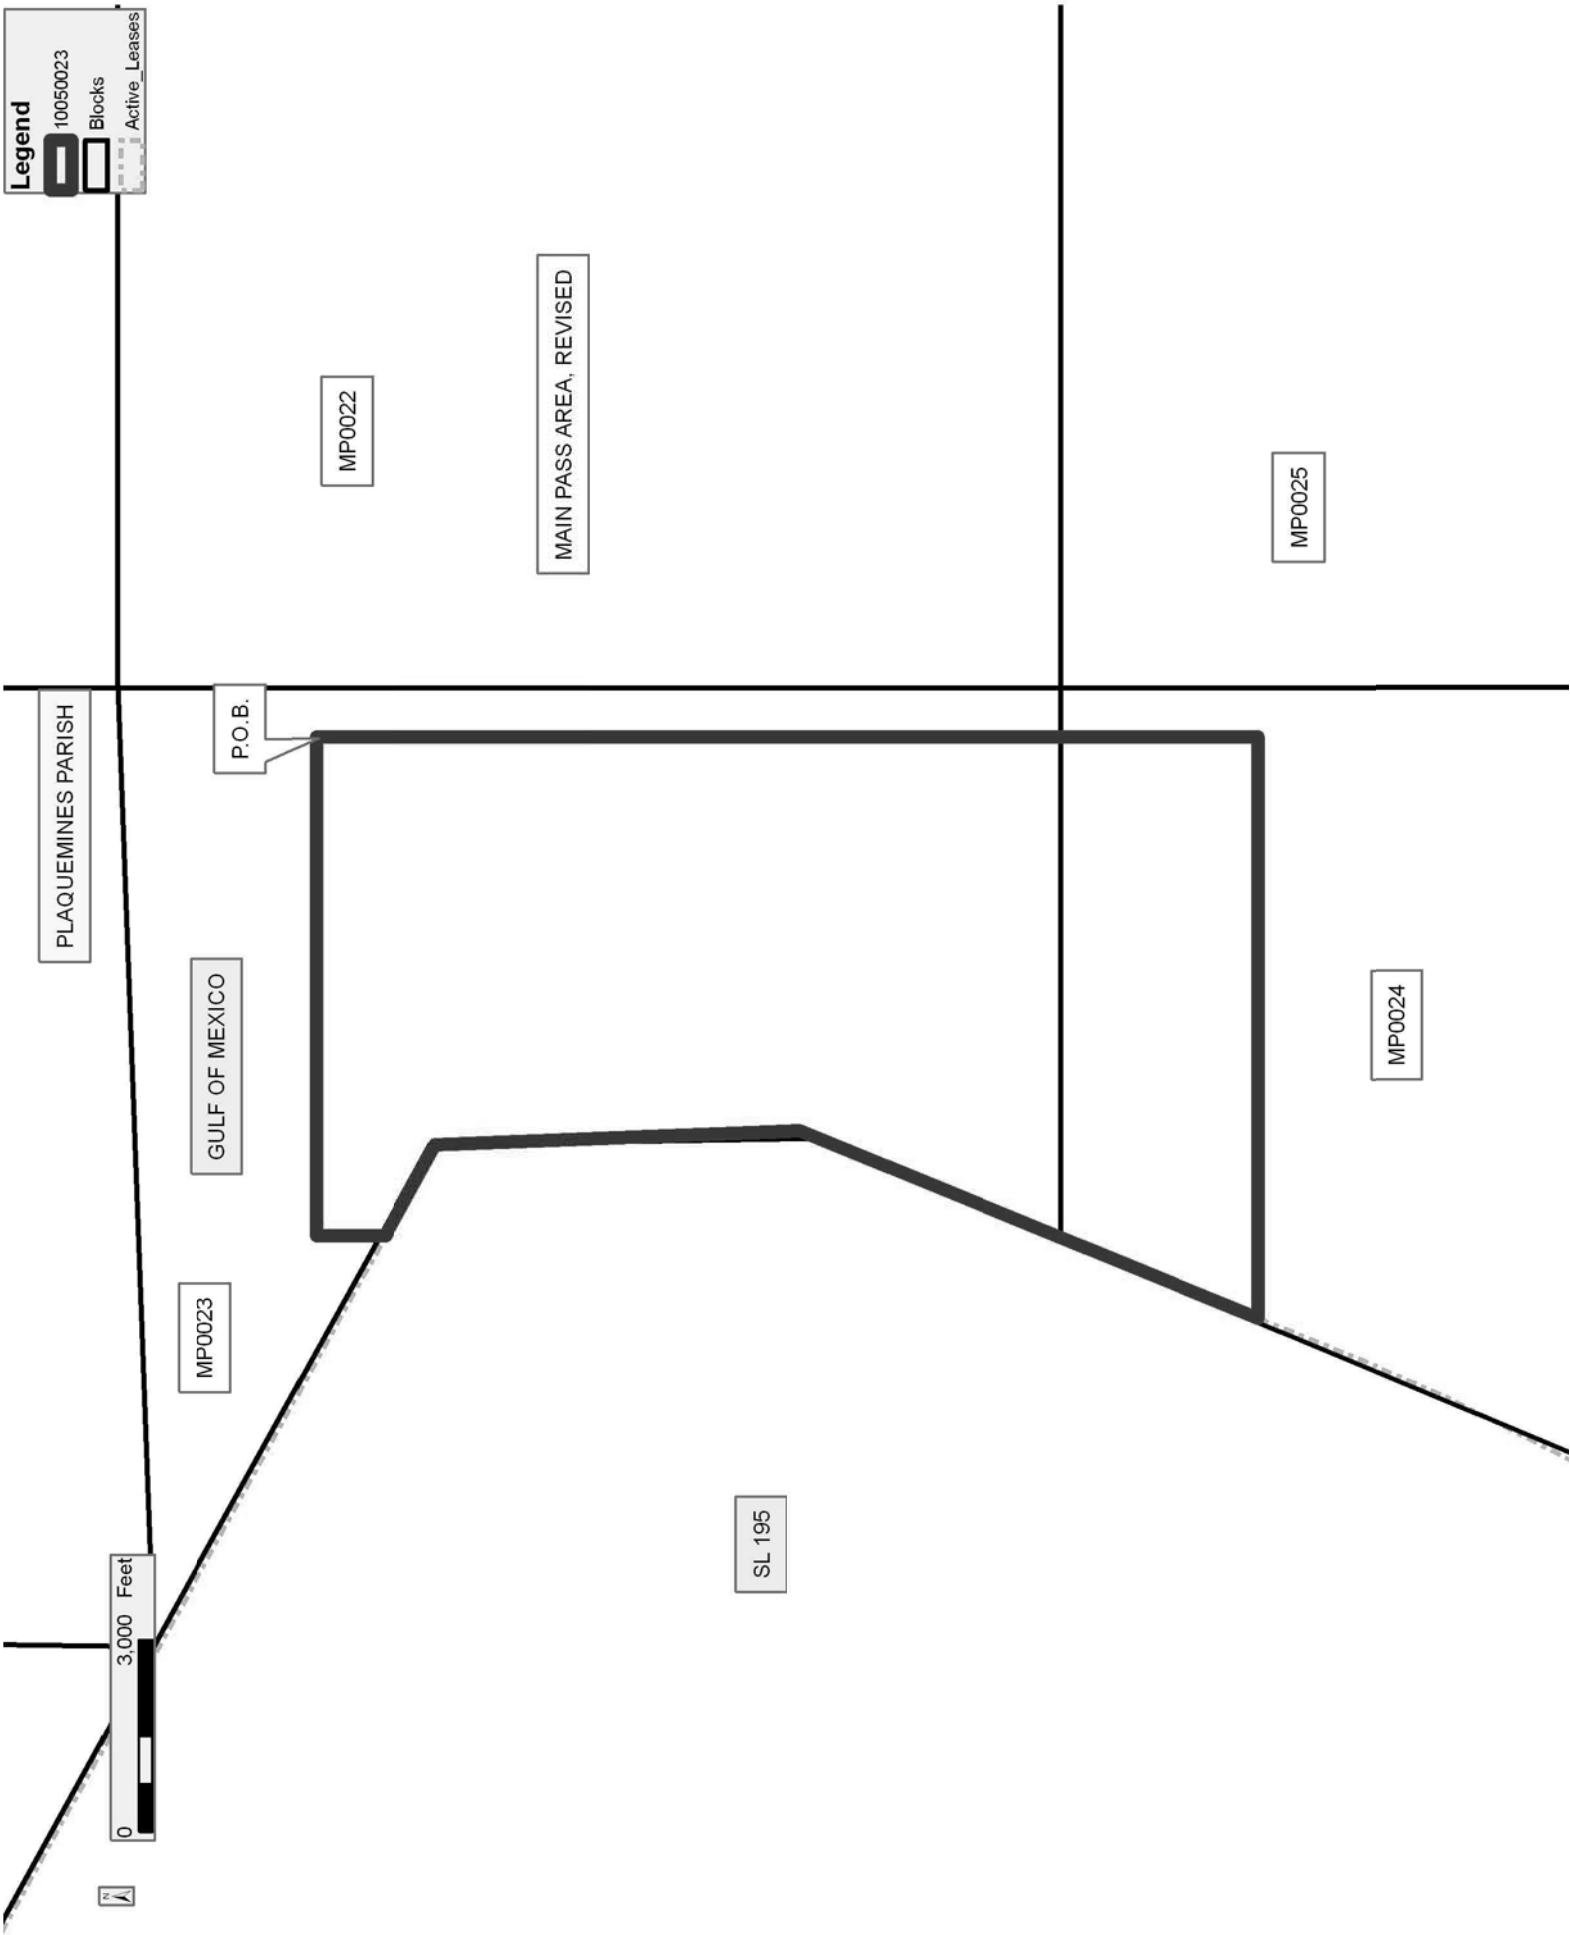 Legend
10050023
Blocks
Active_Leases
PLAQUEMINES PARISH
N
0 3,000 Feet
MP0023
GULF OF MEXICO
P.O.B.
MP0022
MAIN PASS AREA, REVISED
SL 195
MP0024
MP0025